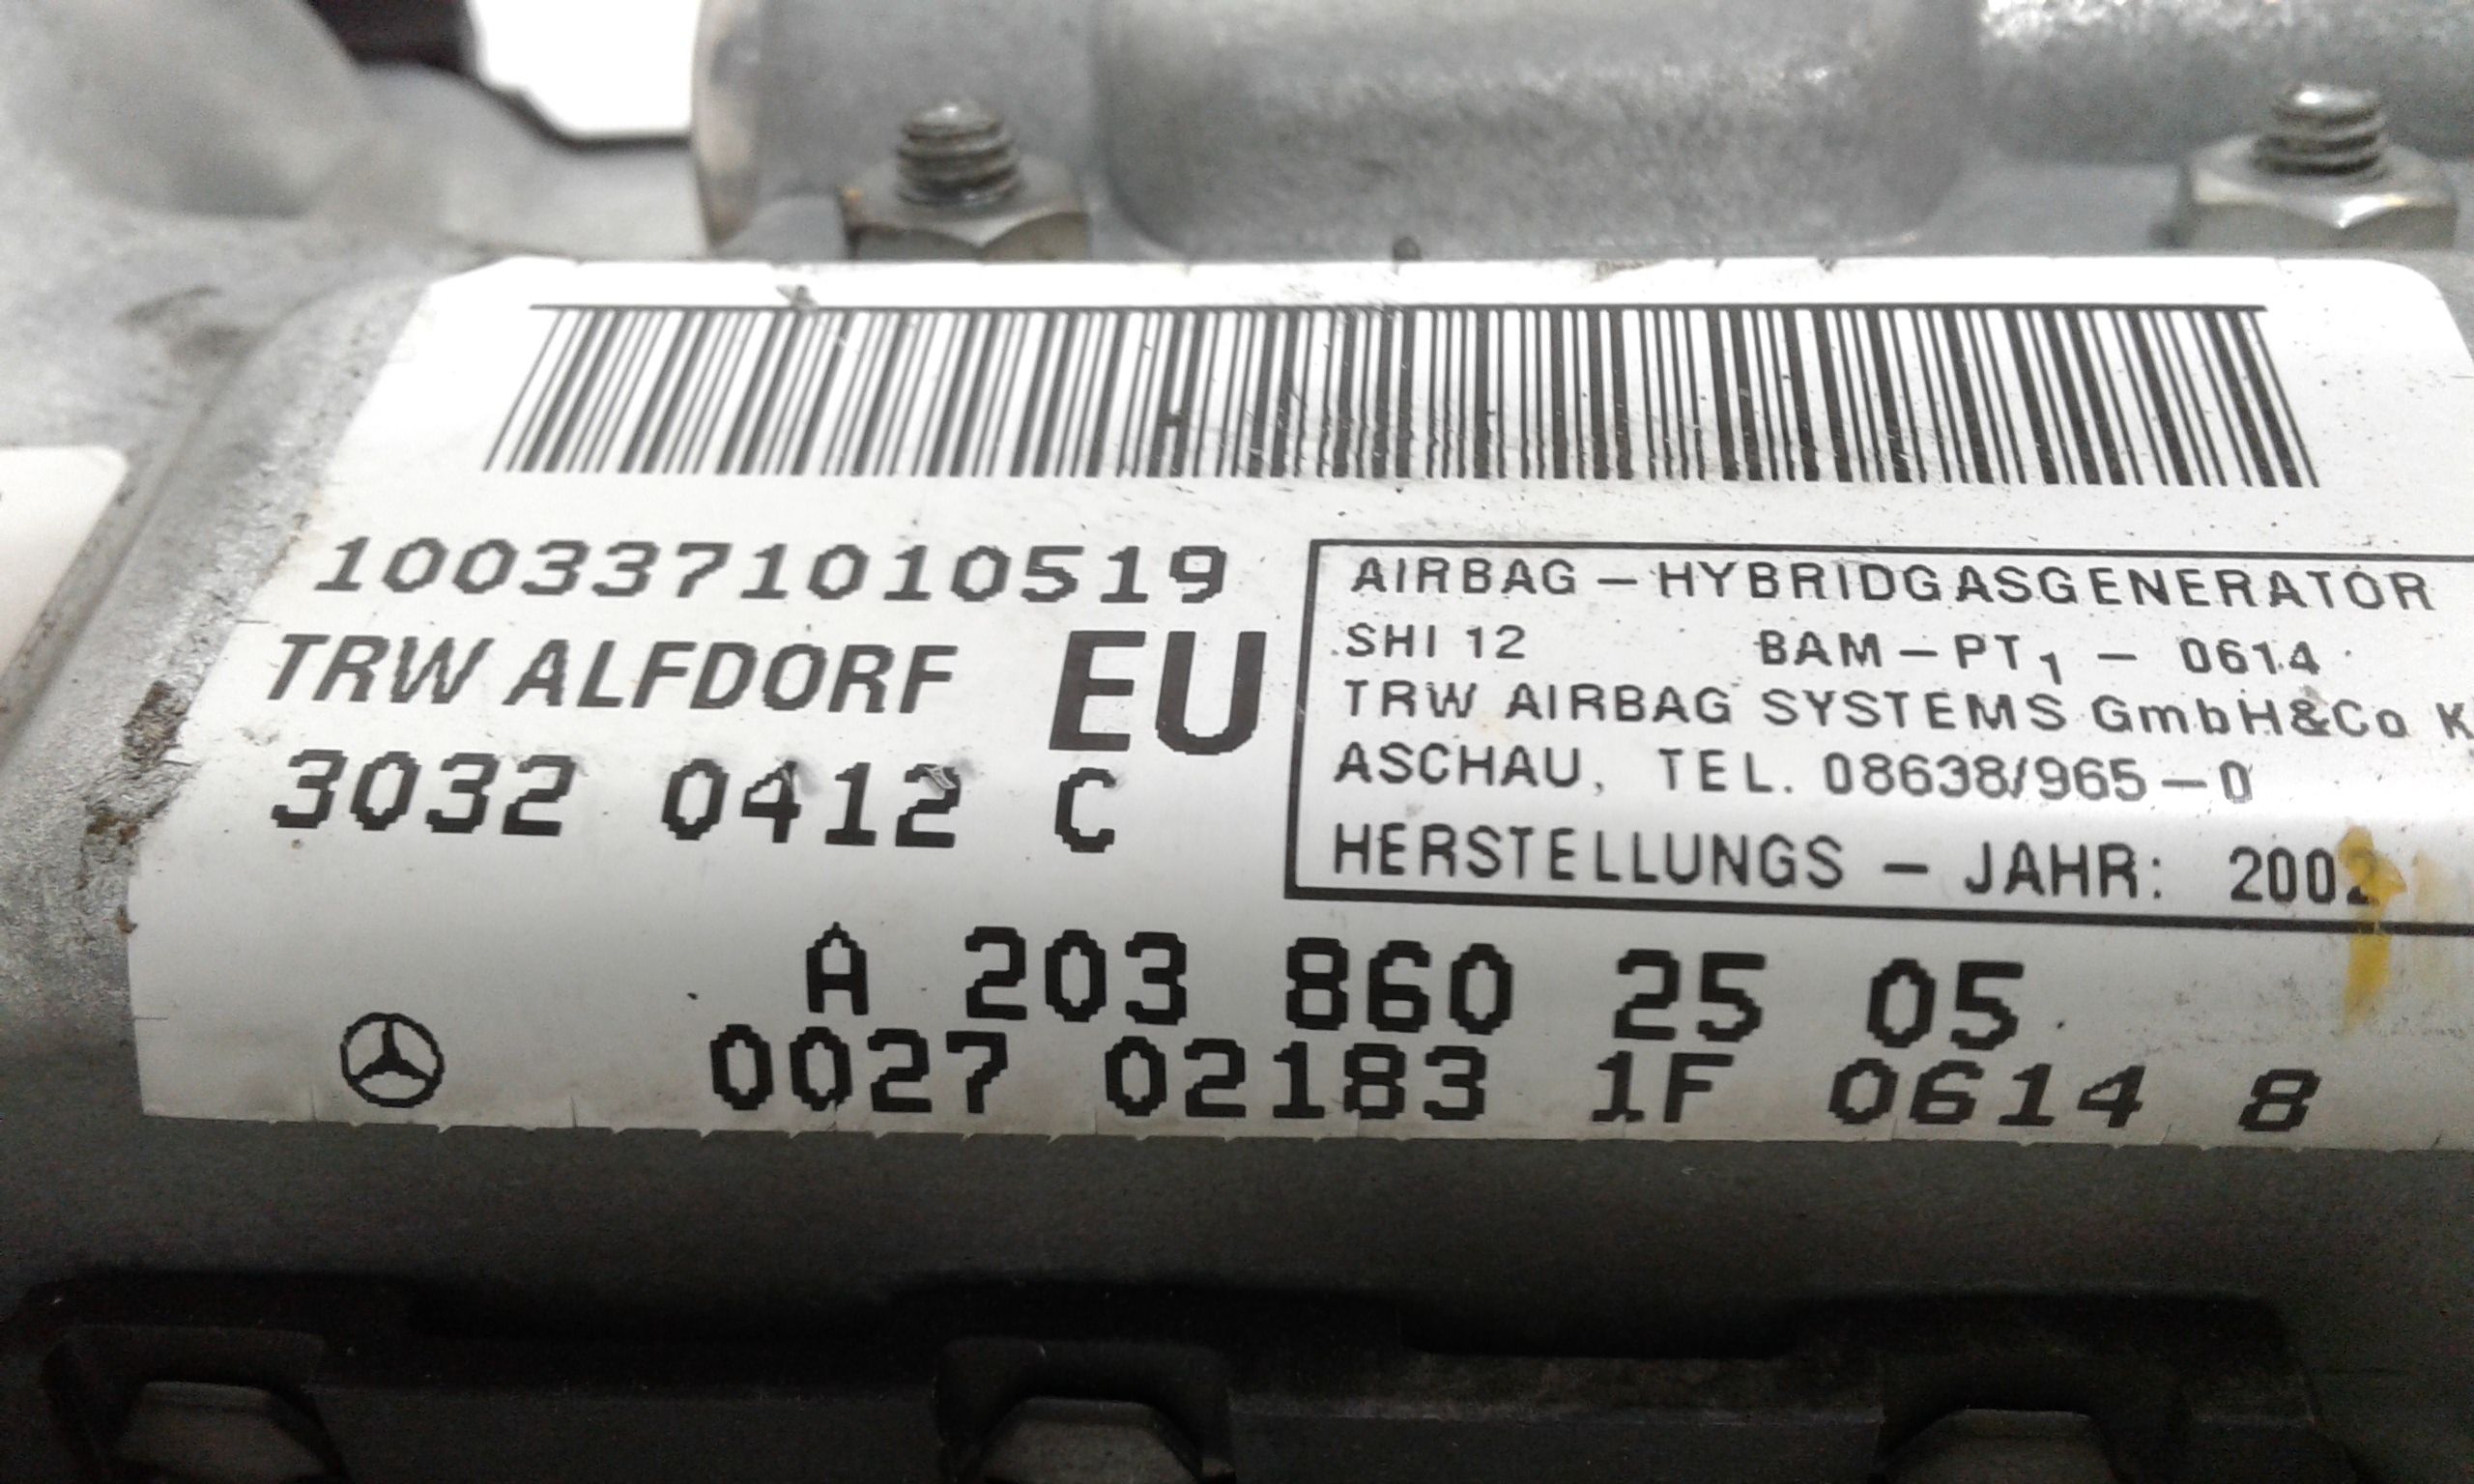 1003371010519
TRW ALFDORF EU
3032 0412 C
AIRBAG – HYBRIDGASGENERATOR
SHI 12 BAM – PT1 – 0614
TRW AIRBAG SYSTEMS GmbH&Co
ASCHAU, TEL. 08638/965 – 0
HERSTELLUNGS – JAHR: 2002
A 203 860 25 05
0027 02183 1F 0614 8